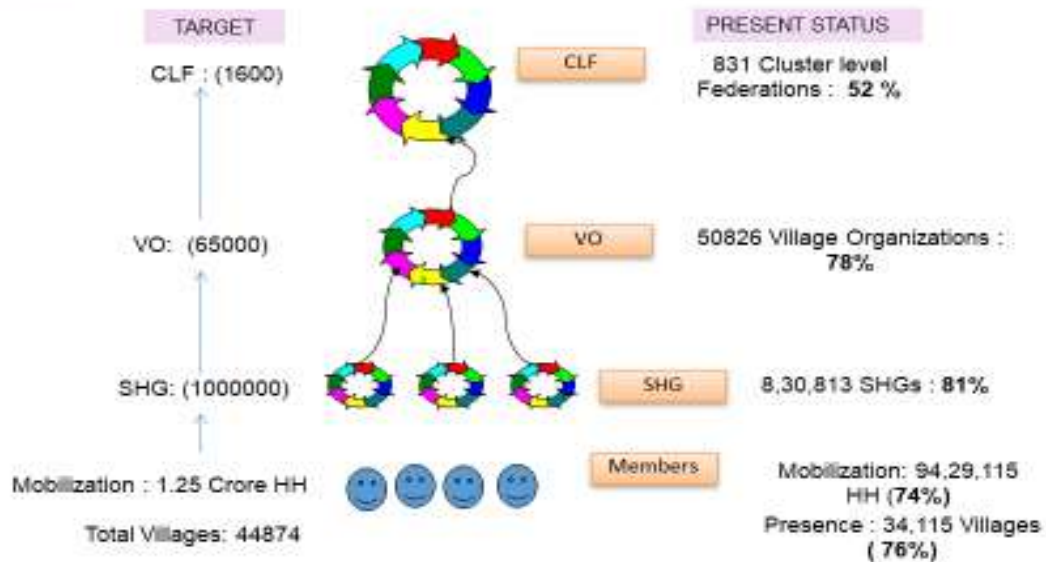 TARGET
PRESENT STATUS
CLF : (1600)
CLF
831 Cluster level
Federations : 52 %
VO: (65000)
VO
50826 Village Organizations :
78%
SHG: (1000000)
SHG
8,30,813 SHGs : 81%
Mobilization : 1.25 Crore HH
Members
Mobilization: 94,29,115
HH (74%)
Total Villages: 44874
Presence : 34,115 Villages
( 76%)